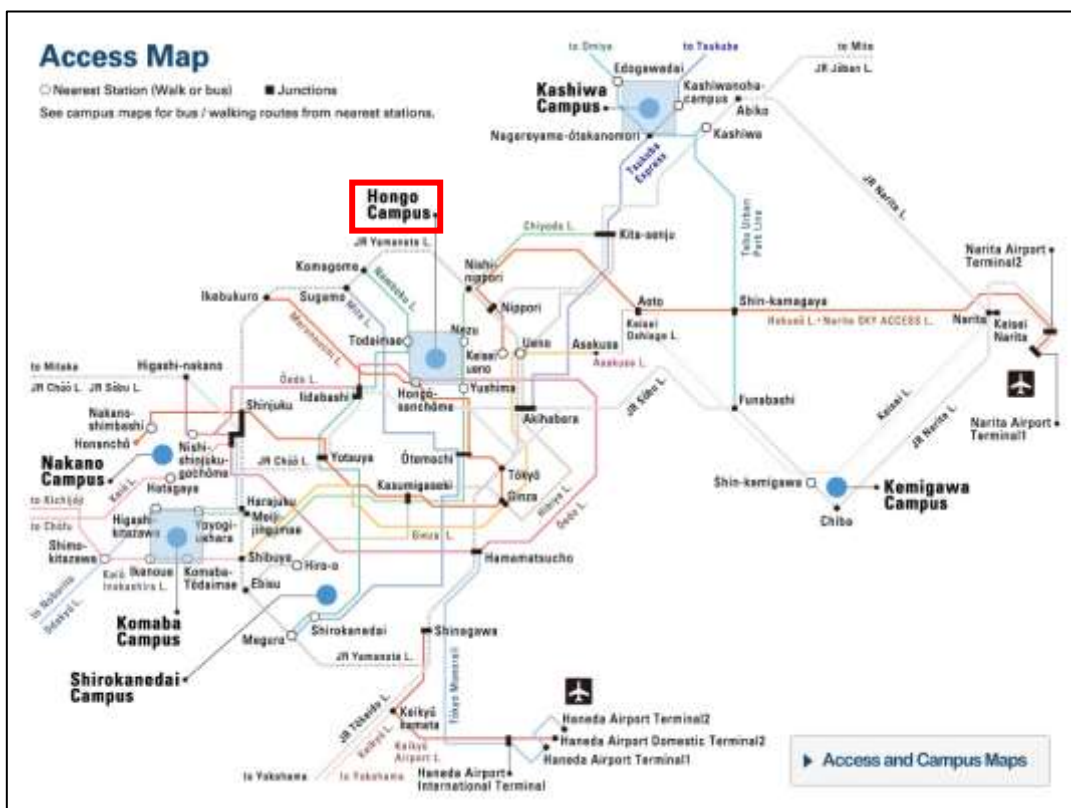 Access Map
Nearest Station (Walk or bus)
Junctions
See campus maps for bus / walking routes from nearest stations.
to Omiya
to Tsukuba
to Mito
JR Jōban L.
Edogawadai
Kashiwa
Campus
Kashiwanoha-
campus
Abiko
Kashiwa
Nagareyama-ōtakanomori
Tsukuba
Express
JR Narita L.
Hongo
Campus
Chiyoda L.
Kita-senju
Tobu Urban
Park Line
JR Yamanote L.
Komagome
Nishi-
nippori
Narita Airport
Terminal2
Ikebukuro
Sugamo
Namboku L.
Mita L.
Nippori
Aoto
Shin-kamagaya
Marunouchi L.
Todaimae
Nezu
Keisei
ueno
Ueno
Asakusa
Keisei
Oshiage L.
Hokusō L. · Narita SKY ACCESS L.
Narita
Keisei
Narita
Asakusa L.
to Mitaka
Higashi-nakano
JR Chūō L.
JR Sōbu L.
Ōedo L.
Iidabashi
Hongō-
sanchōme
Yushima
JR Sōbu L.
Funabashi
Keisei L.
JR Narita L.
Narita Airport
Terminal1
Nakano-
shimbashi
Shinjuku
Akihabara
Honanchō
Nakano
Campus
Nishi-
shinjuku-
gochōme
JR Chūō L.
Yotsuya
Ōtemachi
Tōkyō
Kasumigaseki
Ginza
Hibiya L.
Ōedo L.
Shin-kemigawa
Kemigawa
Campus
Chiba
Keiō L.
Hatagaya
to Kichijōji
to Chōfu
Higashi-
kitazawa
Yoyogi-
uehara
Harajuku
Meiji-
jingumae
Ginza L.
Shimo-
kitazawa
Ikenoue
Komaba-
Tōdaimae
Shibuya
Hiro-o
Hamamatsucho
Keiō
Inokashira L.
Ebisu
Odakyū L.
Komaba
Campus
Meguro
Shirokanedai
Shinagawa
JR Yamanote L.
Shirokanedai
Campus
Tōkyō Monorail
JR Tōkaido L.
Keikyū L.
Keikyū
kamata
Keikyū
Airport L.
Haneda Airport Terminal2
Haneda Airport Domestic Terminal2
Haneda Airport Terminal1
to Yokohama
to Yokohama
Haneda Airport
International Terminal
Access and Campus Maps